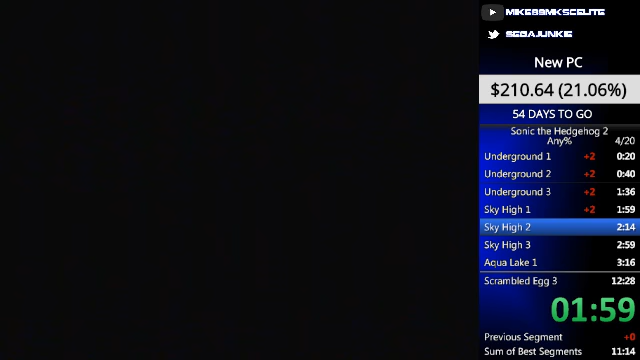 MIKE89MKSCELITE
SEGAJUNKIE
New PC
$210.64 (21.06%)
54 DAYS TO GO
Sonic the Hedgehog 2
Any% 4/20
Underground 1 +2 0:20
Underground 2 +2 0:40
Underground 3 +2 1:36
Sky High 1 +2 1:59
Sky High 2 2:14
Sky High 3 2:59
Aqua Lake 1 3:16
Scrambled Egg 3 12:28
01:59
Previous Segment +0
Sum of Best Segments 11:14